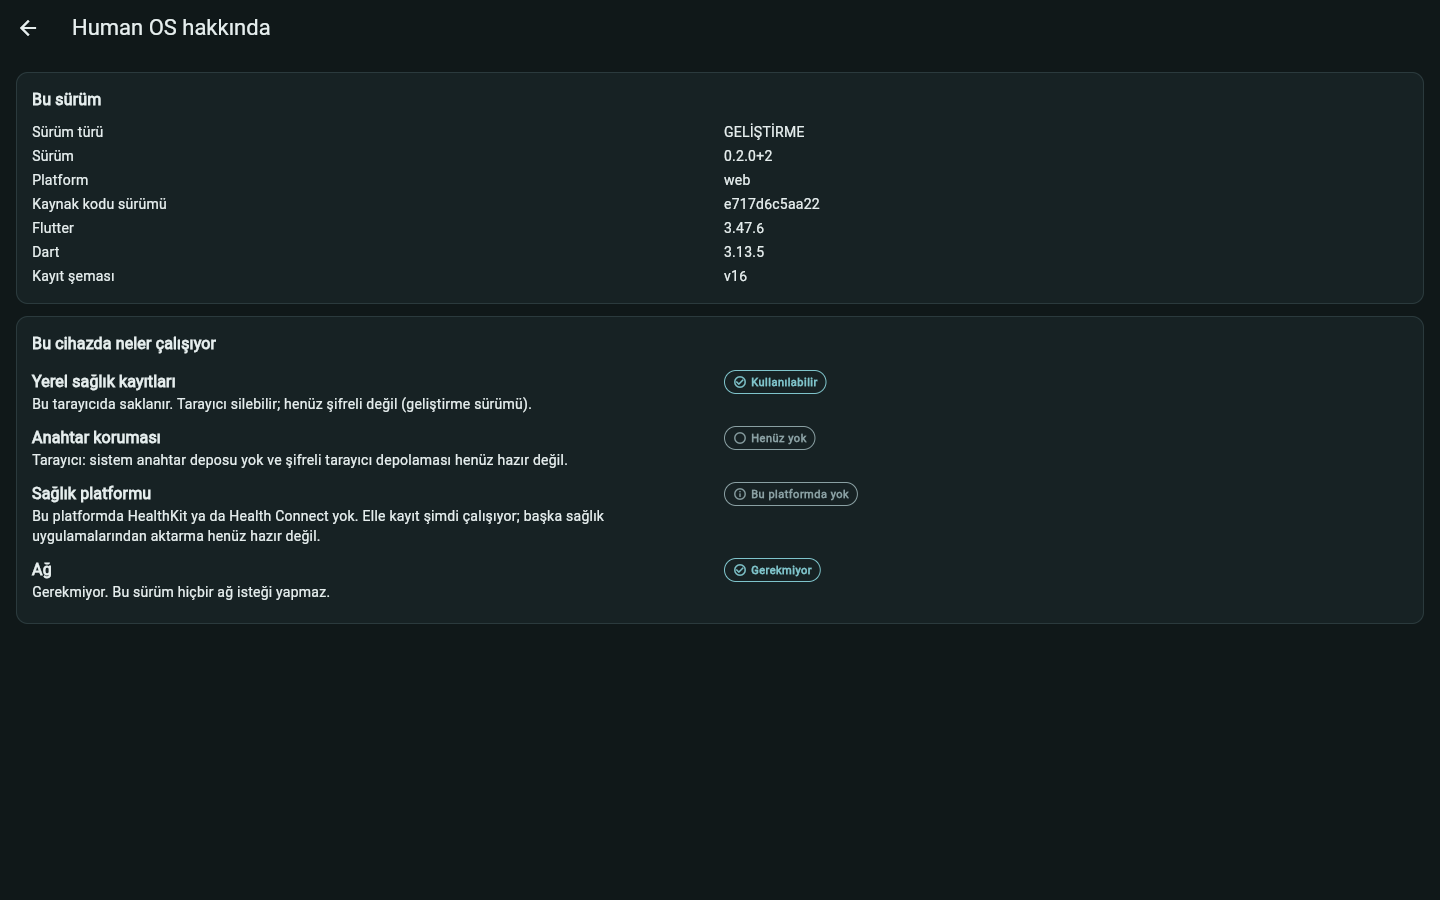 Human OS hakkında
Bu sürüm
Sürüm türü GELİŞTİRME
Sürüm 0.2.0+2
Platform web
Kaynak kodu sürümü e717d6c5aa22
Flutter 3.47.6
Dart 3.13.5
Kayıt şeması v16
Bu cihazda neler çalışıyor
Yerel sağlık kayıtları Kullanılabilir
Bu tarayıcıda saklanır. Tarayıcı silebilir; henüz şifreli değil (geliştirme sürümü).
Anahtar koruması Henüz yok
Tarayıcı: sistem anahtar deposu yok ve şifreli tarayıcı depolaması henüz hazır değil.
Sağlık platformu Bu platformda yok
Bu platformda HealthKit ya da Health Connect yok. Elle kayıt şimdi çalışıyor; başka sağlık
uygulamalarından aktarma henüz hazır değil.
Ağ Gerekmiyor
Gerekmiyor. Bu sürüm hiçbir ağ isteği yapmaz.